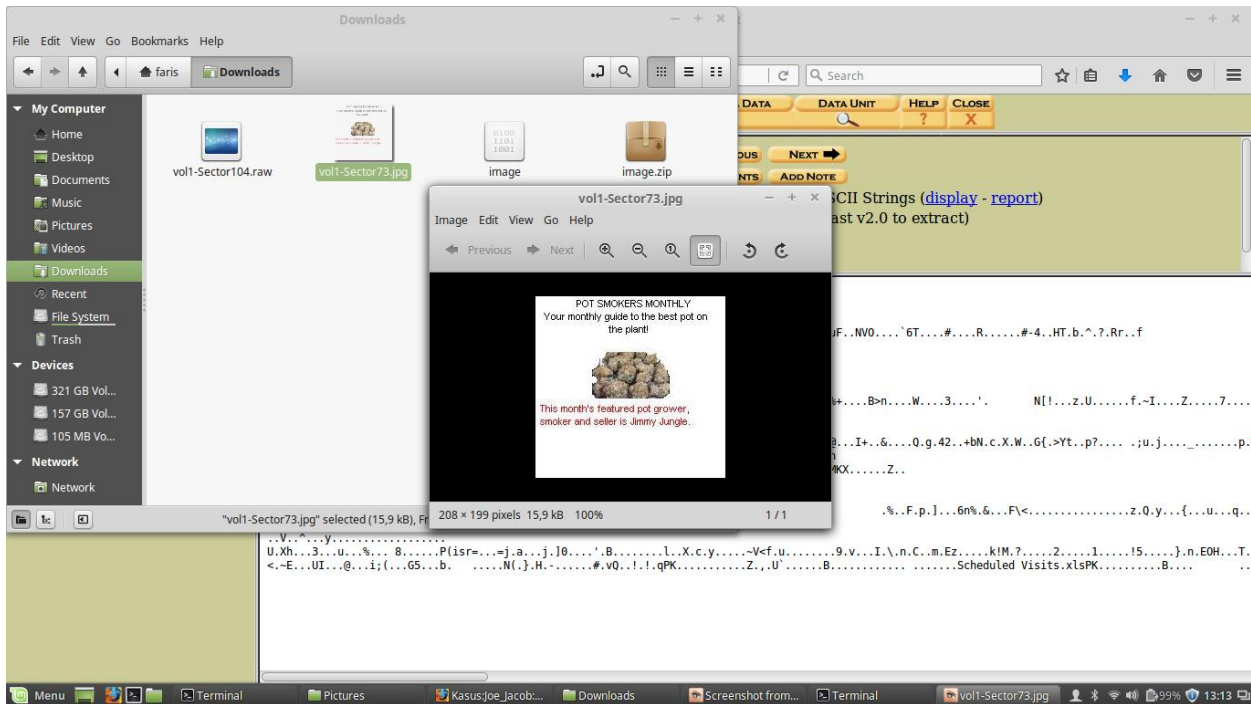 Downloads
File Edit View Go Bookmarks Help
faris Downloads
Search
My Computer
Home
Desktop
Documents
Music
Pictures
Videos
Downloads
Recent
File System
Trash
Devices
321 GB Vol...
157 GB Vol...
105 MB Vo...
Network
Network
vol1-Sector104.raw
vol1-Sector73.jpg
image
image.zip
"vol1-Sector73.jpg" selected (15,9 kB), Fr
DATA DATA UNIT HELP CLOSE
? X
OUS NEXT
NTS ADD NOTE
SCII Strings (display - report)
ast v2.0 to extract)
vol1-Sector73.jpg
Image Edit View Go Help
Previous Next
POT SMOKERS MONTHLY
Your monthly guide to the best pot on
the plant!
This month's featured pot grower,
smoker and seller is Jimmy Jungle.
208 × 199 pixels 15,9 kB 100% 1 / 1
.......Scheduled Visits.xlsPK..........B....
Menu Terminal Pictures Kasus:Joe_Jacob:... Downloads Screenshot from... Terminal vol1-Sector73.jpg 99% 13:13